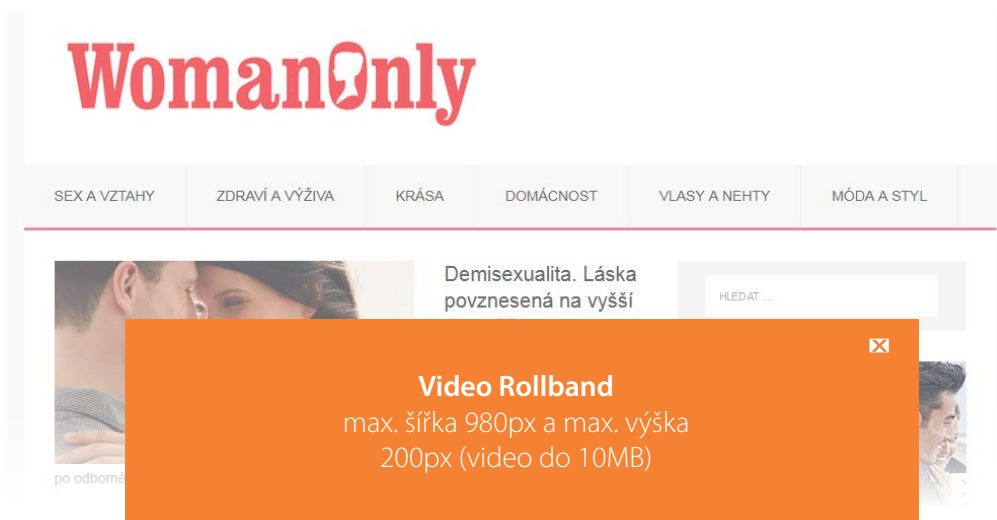 WomanOnly
SEX A VZTAHY ZDRAVÍ A VÝŽIVA KRÁSA DOMÁCNOST VLASY A NEHTY MÓDA A STYL
Demisexualita. Láska
povznesená na vyšší
HLEDAT ...
Video Rollband
max. šířka 980px a max. výška
200px (video do 10MB)
po odborné